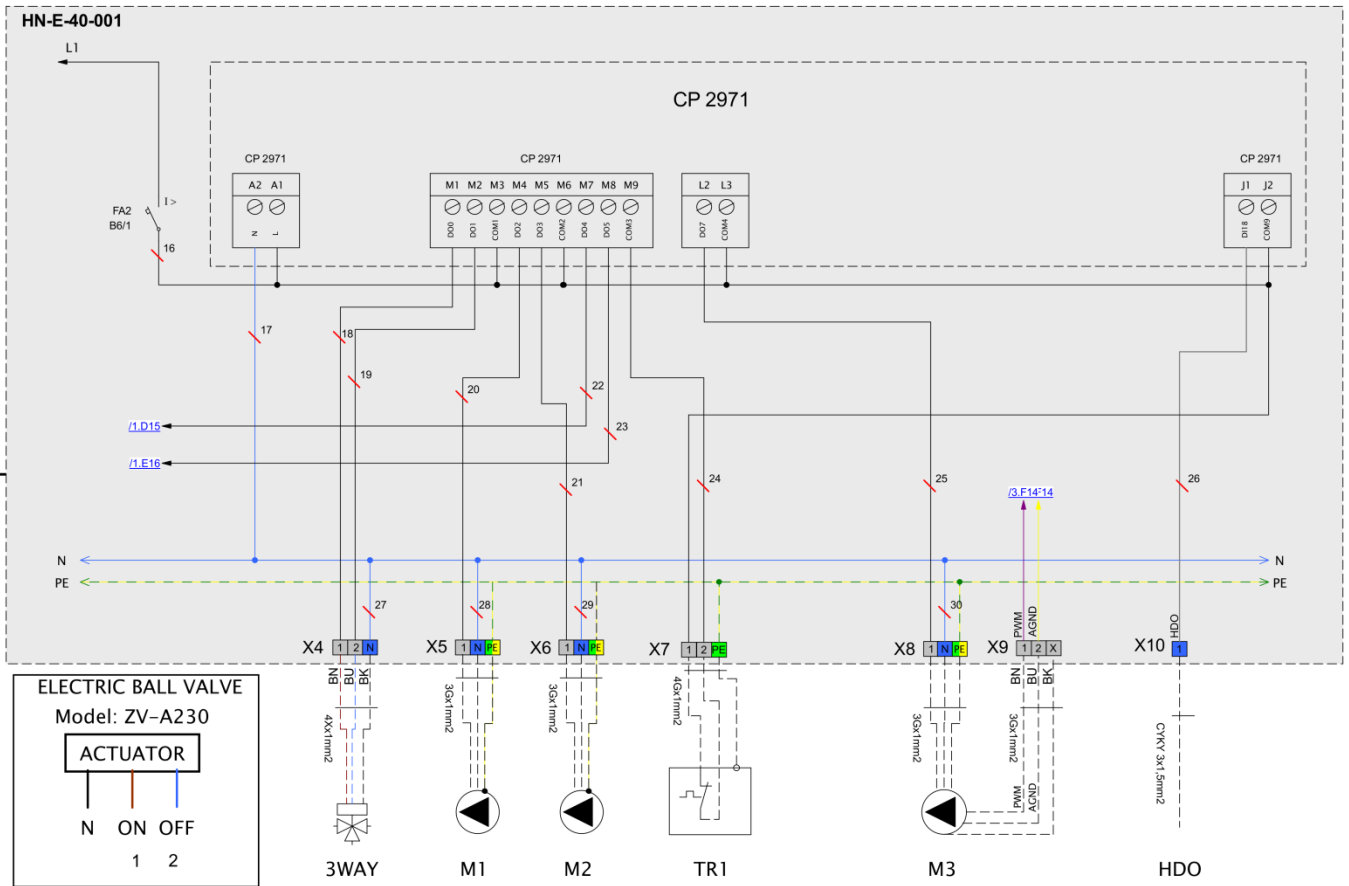 HN-E-40-001
L1
CP 2971
CP 2971
CP 2971
CP 2971
A2 A1
M1 M2 M3 M4 M5 M6 M7 M8 M9
L2 L3
J1 J2
N L
DO0 DO1 COM1 DO2 DO3 COM2 DO4 DO5 COM3
DO7 COM4
DI18 COM9
FA2
B6/1
I >
16
17
18
19
20
22
/1.D15
23
/1.E16
21
24
25
26
N
N
PE
PE
27
28
29
30
PWM
AGND
HDO
X4 1 2 N
X5 1 N PE
X6 1 N PE
X7 1 2 PE
X8 1 N PE
X9 1 2 X
X10 1
BN BU BK
BN BU BK
4Xx1mm2
3Gx1mm2
3Gx1mm2
4Gx1mm2
3Gx1mm2
3Gx1mm2
CYKY 3x1,5mm2
PWM
AGND
ELECTRIC BALL VALVE
Model: ZV-A230
ACTUATOR
N ON OFF
1 2
3WAY
M1
M2
TR1
M3
HDO